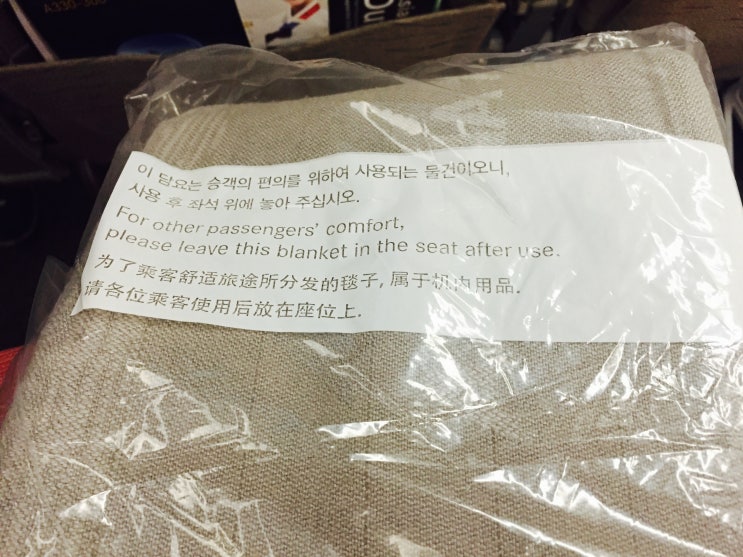 A330-300
이 담요는 승객의 편의를 위하여 사용되는 물건이오니,
사용 후 좌석 위에 놓아 주십시오.
For other passengers' comfort,
please leave this blanket in the seat after use.
为了乘客舒适旅途所分发的毯子, 属于机内用品.
请各位乘客使用后放在座位上.